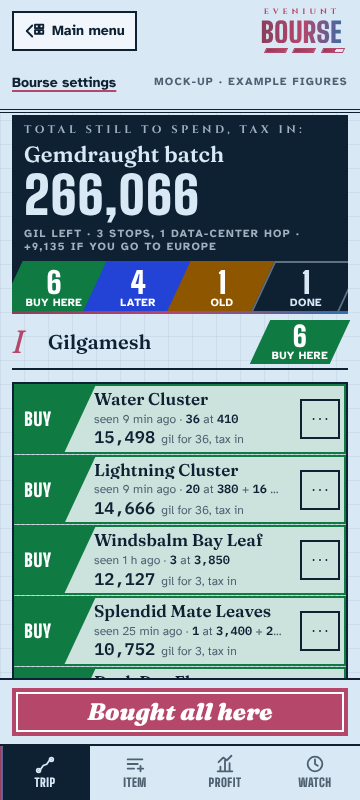 Main menu
EVENIUNT
BOURSE
Bourse settings
MOCK-UP · EXAMPLE FIGURES
TOTAL STILL TO SPEND, TAX IN:
Gemdraught batch
266,066
GIL LEFT · 3 STOPS, 1 DATA-CENTER HOP ·
+9,135 IF YOU GO TO EUROPE
6
BUY HERE
4
LATER
1
OLD
1
DONE
I
Gilgamesh
6
BUY HERE
BUY
Water Cluster
seen 9 min ago · 36 at 410
15,498 gil for 36, tax in
...
BUY
Lightning Cluster
seen 9 min ago · 20 at 380 + 16 ...
14,666 gil for 36, tax in
...
BUY
Windsbalm Bay Leaf
seen 1 h ago · 3 at 3,850
12,127 gil for 3, tax in
...
BUY
Splendid Mate Leaves
seen 25 min ago · 1 at 3,400 + 2...
10,752 gil for 3, tax in
...
Bought all here
TRIP
ITEM
PROFIT
WATCH